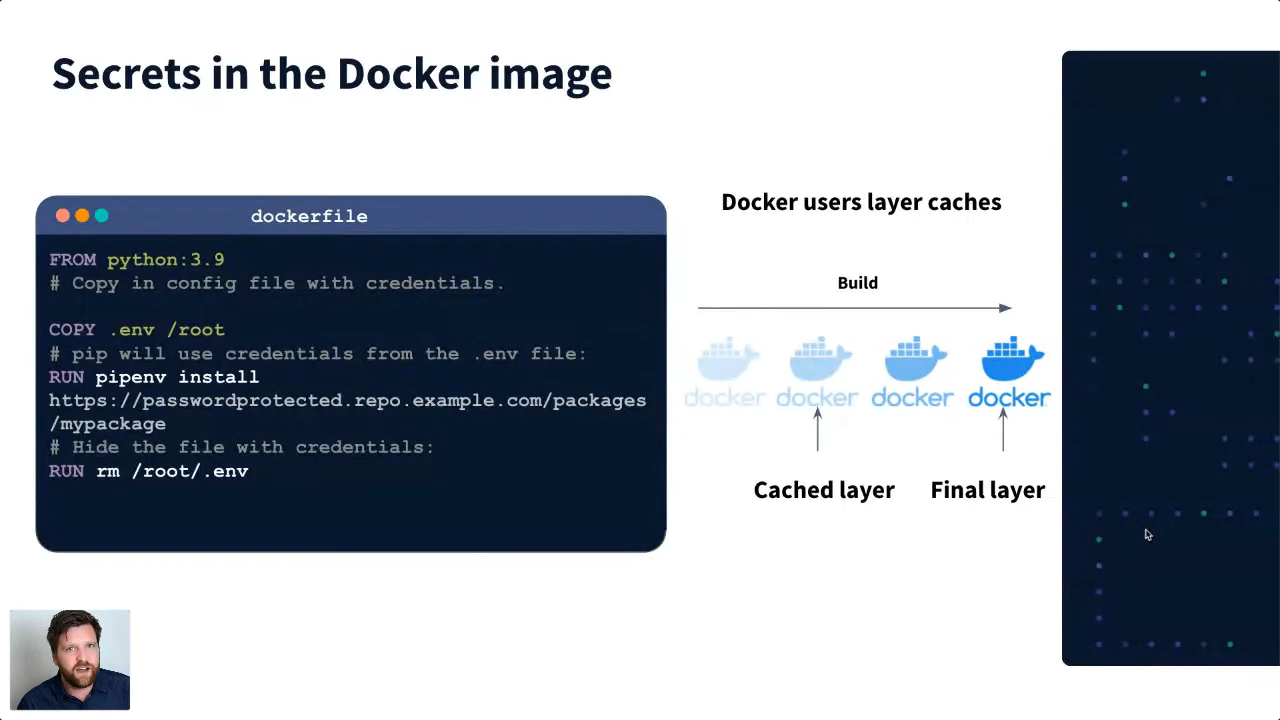 Secrets in the Docker image
dockerfile
FROM python:3.9
# Copy in config file with credentials.
COPY .env /root
# pip will use credentials from the .env file:
RUN pipenv install
https://passwordprotected.repo.example.com/packages
/mypackage
# Hide the file with credentials:
RUN rm /root/.env
Docker users layer caches
Build
docker docker docker docker
Cached layer Final layer